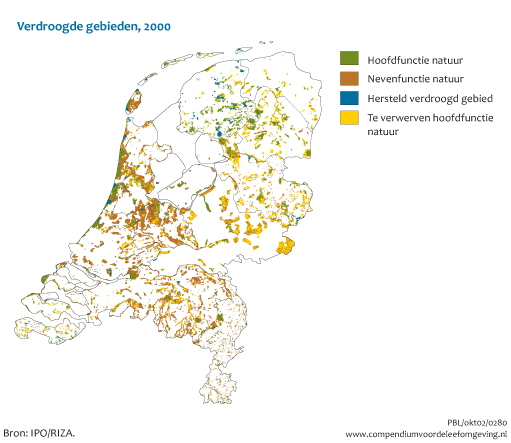 Verdroogde gebieden, 2000
Hoofdfunctie natuur
Nevenfunctie natuur
Hersteld verdroogd gebied
Te verwerven hoofdfunctie
natuur
PBL/okt02/0280
Bron: IPO/RIZA.
www.compendiumvoordeleefomgeving.nl